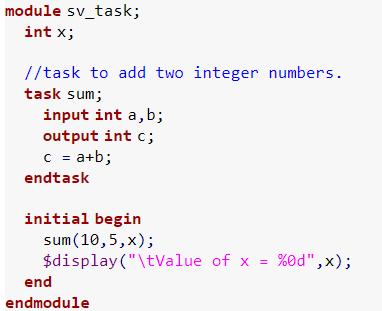 module sv_task;
int x;
//task to add two integer numbers.
task sum;
input int a,b;
output int c;
c = a+b;
endtask
initial begin
sum(10,5,x);
$display("\tValue of x = %0d",x);
end
endmodule